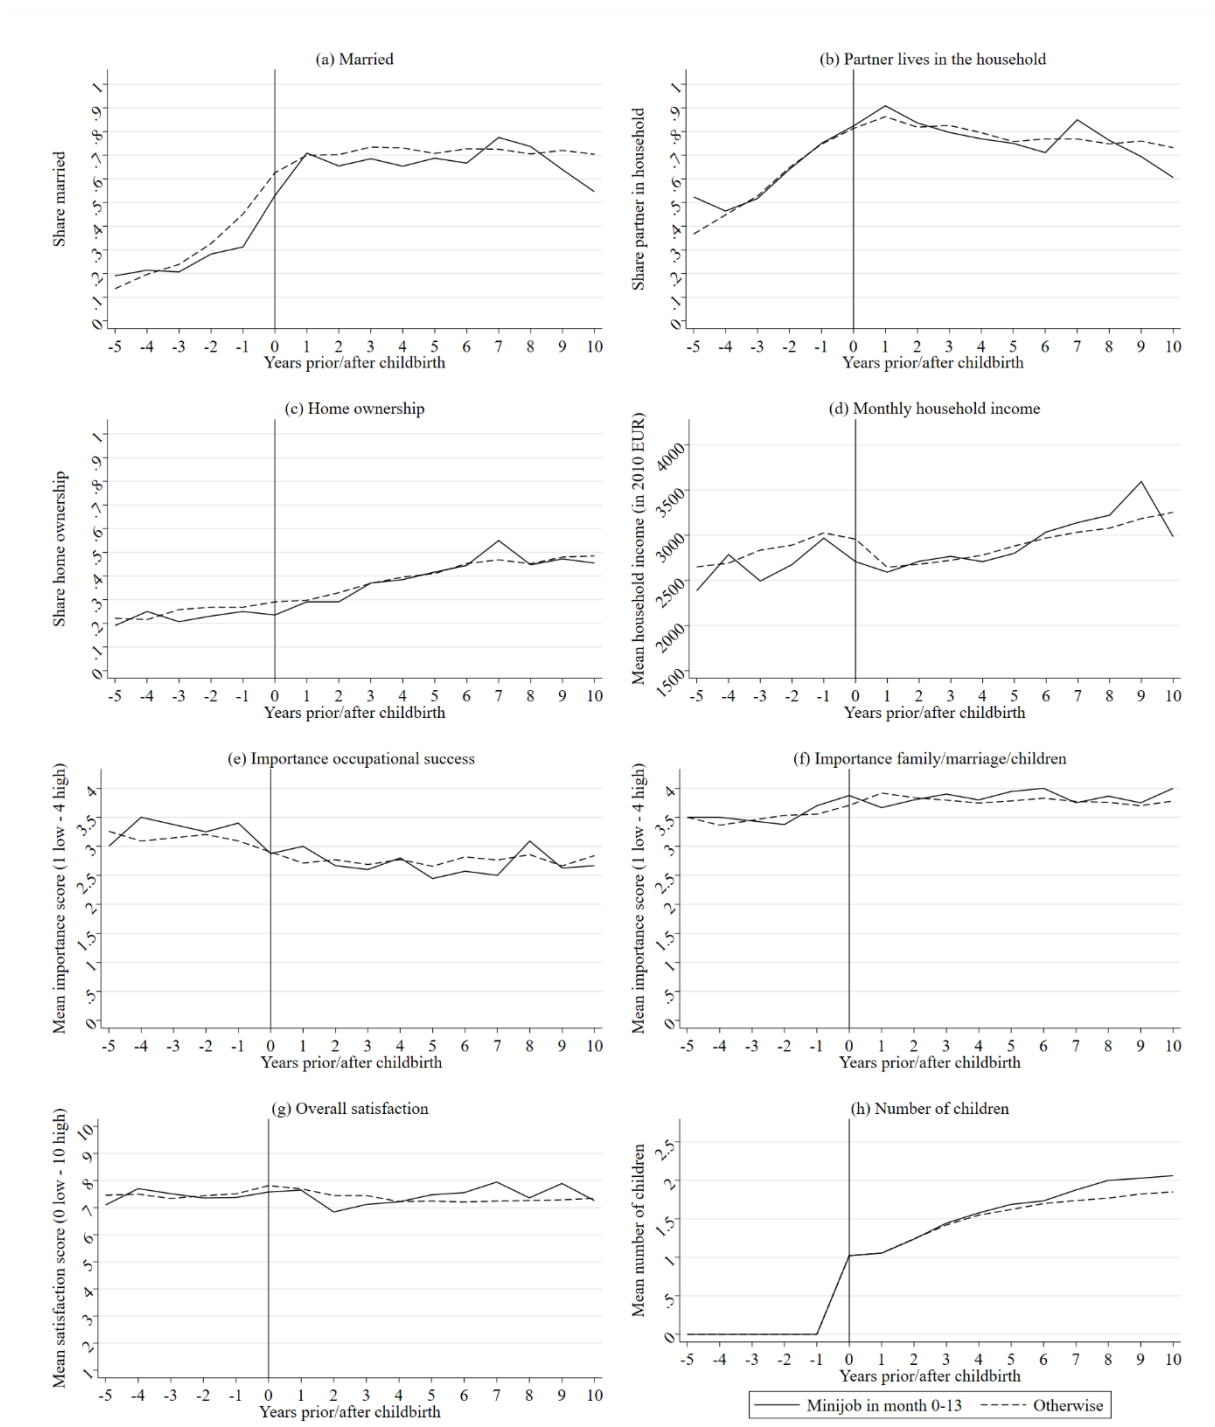 (a) Married
Share married
1
.9
.8
.7
.6
.5
.4
.3
.2
.1
0
-5 -4 -3 -2 -1 0 1 2 3 4 5 6 7 8 9 10
Years prior/after childbirth
(b) Partner lives in the household
Share partner in household
1
.9
.8
.7
.6
.5
.4
.3
.2
.1
0
-5 -4 -3 -2 -1 0 1 2 3 4 5 6 7 8 9 10
Years prior/after childbirth
(c) Home ownership
Share home ownership
1
.9
.8
.7
.6
.5
.4
.3
.2
.1
0
-5 -4 -3 -2 -1 0 1 2 3 4 5 6 7 8 9 10
Years prior/after childbirth
(d) Monthly household income
Mean household income (in 2010 EUR)
4000
3500
3000
2500
2000
1500
-5 -4 -3 -2 -1 0 1 2 3 4 5 6 7 8 9 10
Years prior/after childbirth
(e) Importance occupational success
Mean importance score (1 low - 4 high)
4
3.5
3
2.5
2
1.5
1
.5
0
-5 -4 -3 -2 -1 0 1 2 3 4 5 6 7 8 9 10
Years prior/after childbirth
(f) Importance family/marriage/children
Mean importance score (1 low - 4 high)
4
3.5
3
2.5
2
1.5
1
.5
0
-5 -4 -3 -2 -1 0 1 2 3 4 5 6 7 8 9 10
Years prior/after childbirth
(g) Overall satisfaction
Mean satisfaction score (0 low - 10 high)
10
9
8
7
6
5
4
3
2
1
-5 -4 -3 -2 -1 0 1 2 3 4 5 6 7 8 9 10
Years prior/after childbirth
(h) Number of children
Mean number of children
2.5
2
1.5
1
.5
0
-5 -4 -3 -2 -1 0 1 2 3 4 5 6 7 8 9 10
Years prior/after childbirth
Minijob in month 0-13 Otherwise